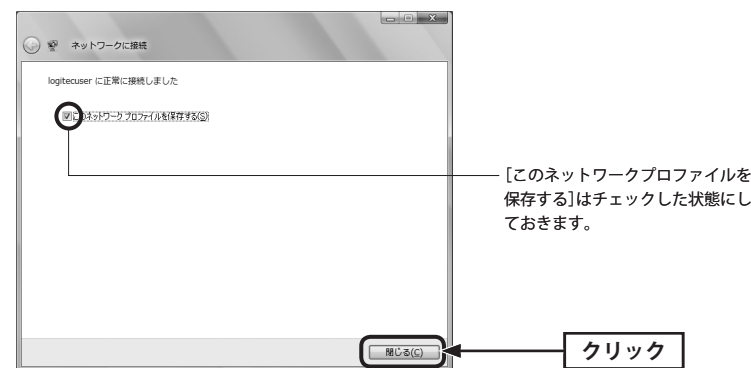 ネットワークに接続
logitecuser に正常に接続しました
このネットワーク プロファイルを保存する(S)
[このネットワークプロファイルを
保存する]はチェックした状態にし
ておきます。
閉じる(C)
クリック